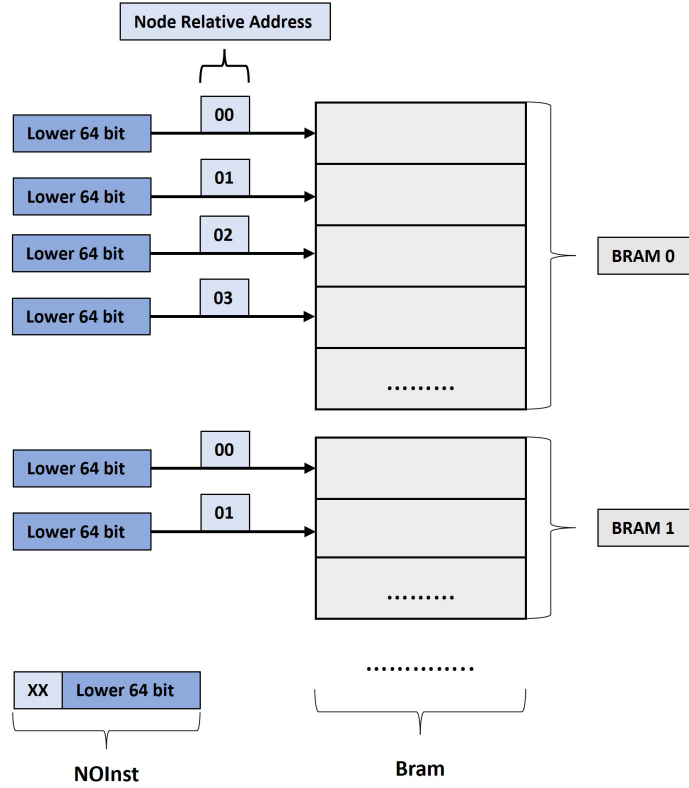 Node Relative Address
00
Lower 64 bit
01
Lower 64 bit
02
Lower 64 bit
BRAM 0
03
Lower 64 bit
.........
00
Lower 64 bit
01
Lower 64 bit
BRAM 1
.........
..............
XX Lower 64 bit
NOInst
Bram